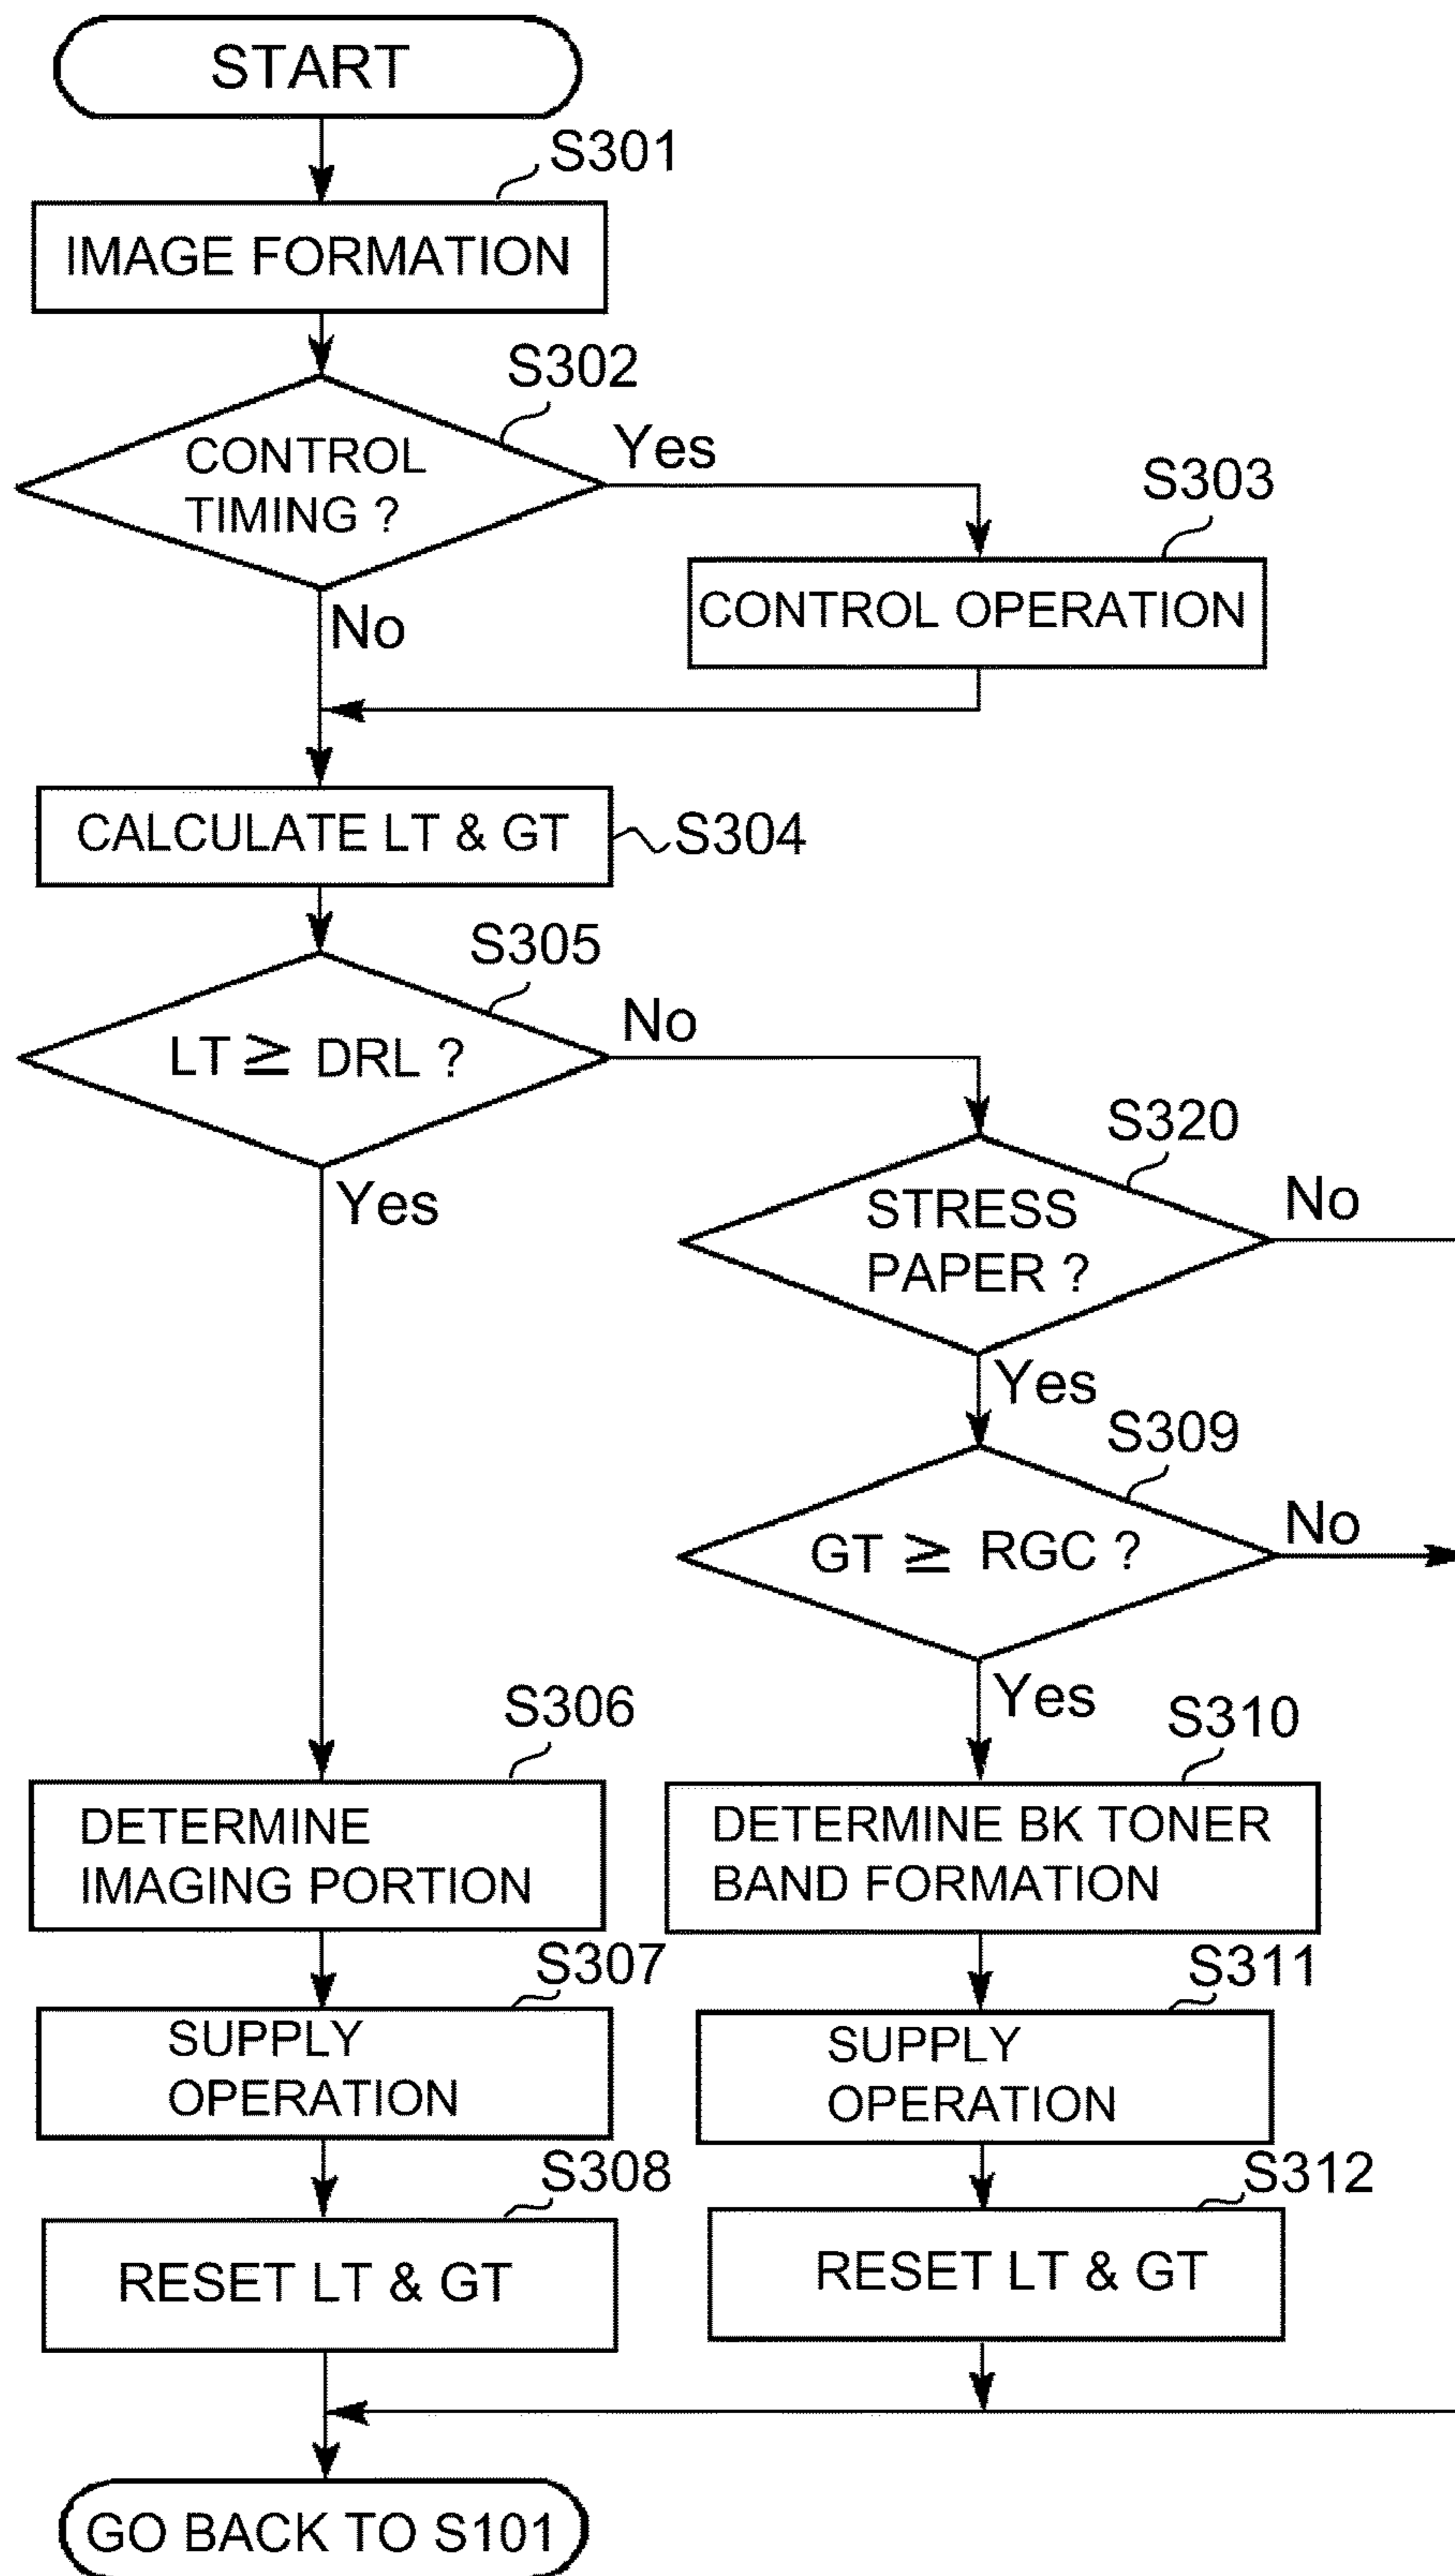 START
S301
IMAGE FORMATION
S302
CONTROL
TIMING ?
Yes
S303
CONTROL OPERATION
No
CALCULATE LT & GT
S304
S305
LT ≥ DRL ?
No
Yes
S320
STRESS
PAPER ?
No
Yes
S309
GT ≥ RGC ?
No
Yes
S306
DETERMINE
IMAGING PORTION
S310
DETERMINE BK TONER
BAND FORMATION
S307
SUPPLY
OPERATION
S311
SUPPLY
OPERATION
S308
RESET LT & GT
S312
RESET LT & GT
GO BACK TO S101